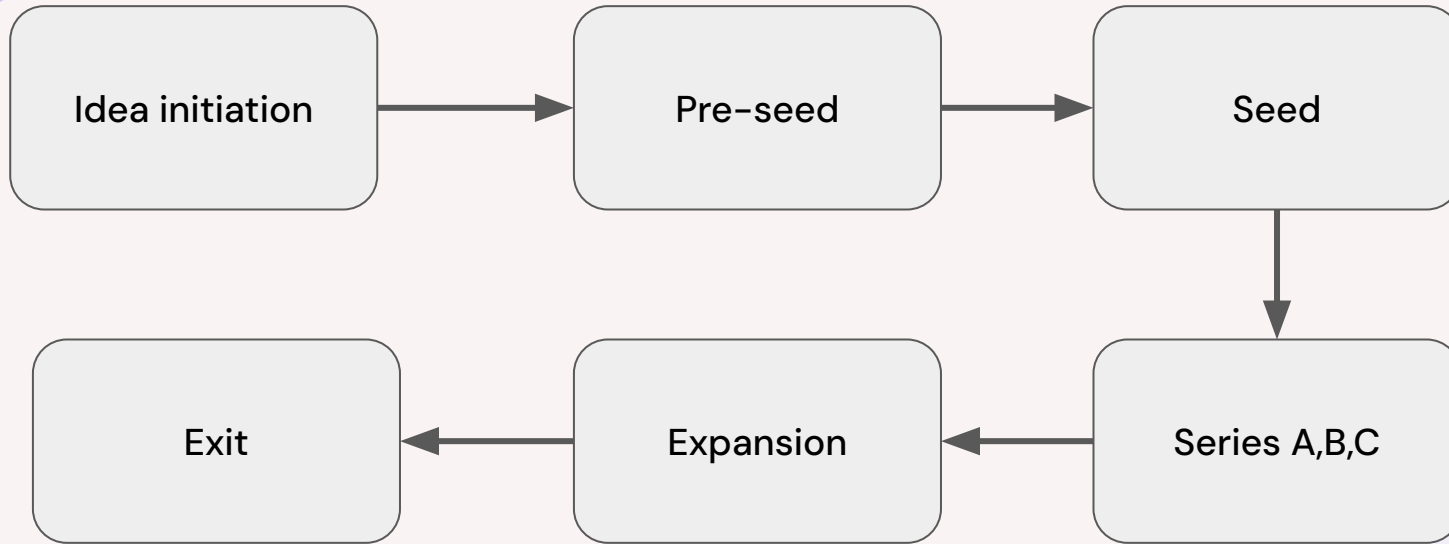 Idea initiation
Pre-seed
Seed
Series A,B,C
Expansion
Exit